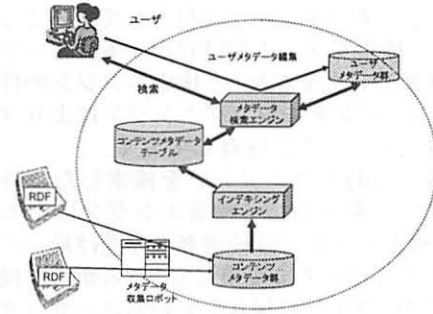 ユーザ
ユーザメタデータ編集
ユーザ
メタデータ群
検索
メタデータ
検索エンジン
コンテンツメタデータ
テーブル
インデキシング
エンジン
RDF
RDF
メタデータ
収集ロボット
コンテンツ
メタデータ群